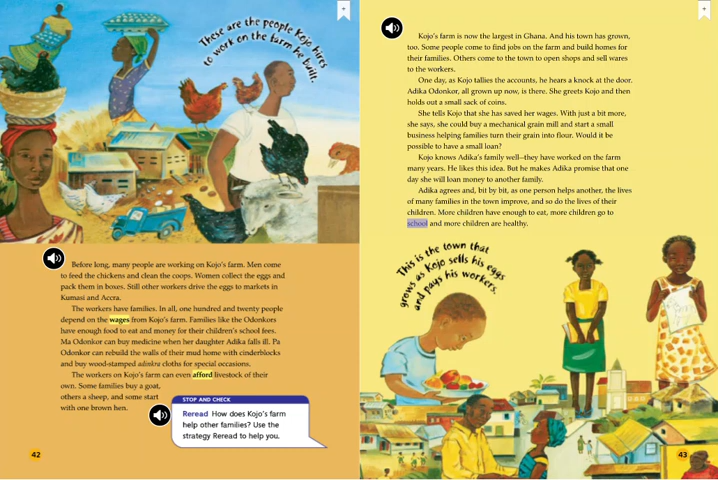 These are the people Kojo hires
to work on the farm he built.
Before long, many people are working on Kojo's farm. Men come
to feed the chickens and clean the coops. Women collect the eggs and
pack them in boxes. Still other workers drive the eggs to markets in
Kumasi and Accra.
The workers have families. In all, one hundred and twenty people
depend on the wages from Kojo's farm. Families like the Odonkors
have enough food to eat and money for their children's school fees.
Ma Odonkor can buy medicine when her daughter Adika falls ill. Pa
Odonkor can rebuild the walls of their mud home with cinderblocks
and buy wood-stamped adinkra cloths for special occasions.
The workers on Kojo's farm can even afford livestock of their
own. Some families buy a goat,
others a sheep, and some start
with one brown hen.
STOP AND CHECK
Reread How does Kojo's farm
help other families? Use the
strategy Reread to help you.
42
Kojo's farm is now the largest in Ghana. And his town has grown,
too. Some people come to find jobs on the farm and build homes for
their families. Others come to the town to open shops and sell wares
to the workers.
One day, as Kojo tallies the accounts, he hears a knock at the door.
Adika Odonkor, all grown up now, is there. She greets Kojo and then
holds out a small sack of coins.
She tells Kojo that she has saved her wages. With just a bit more,
she says, she could buy a mechanical grain mill and start a small
business helping families turn their grain into flour. Would it be
possible to have a small loan?
Kojo knows Adika's family well—they have worked on the farm
many years. He likes this idea. But he makes Adika promise that one
day she will loan money to another family.
Adika agrees and, bit by bit, as one person helps another, the lives
of many families in the town improve, and so do the lives of their
children. More children have enough to eat, more children go to
school and more children are healthy.
This is the town that
grows as Kojo sells his eggs
and pays his workers.
43